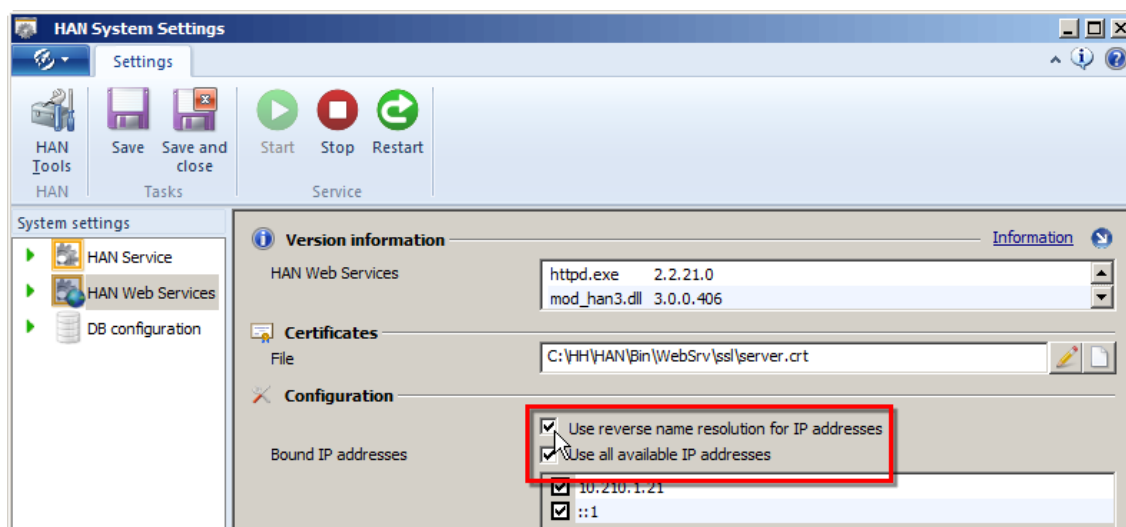 HAN System Settings
Settings
HAN Tools
Save
Save and close
Start
Stop
Restart
HAN
Tasks
Service
System settings
HAN Service
HAN Web Services
DB configuration
Version information
Information
HAN Web Services
httpd.exe 2.2.21.0
mod_han3.dll 3.0.0.406
Certificates
File
C:\HH\HAN\Bin\WebSrv\ssl\server.crt
Configuration
Use reverse name resolution for IP addresses
Bound IP addresses
Use all available IP addresses
10.210.1.21
::1